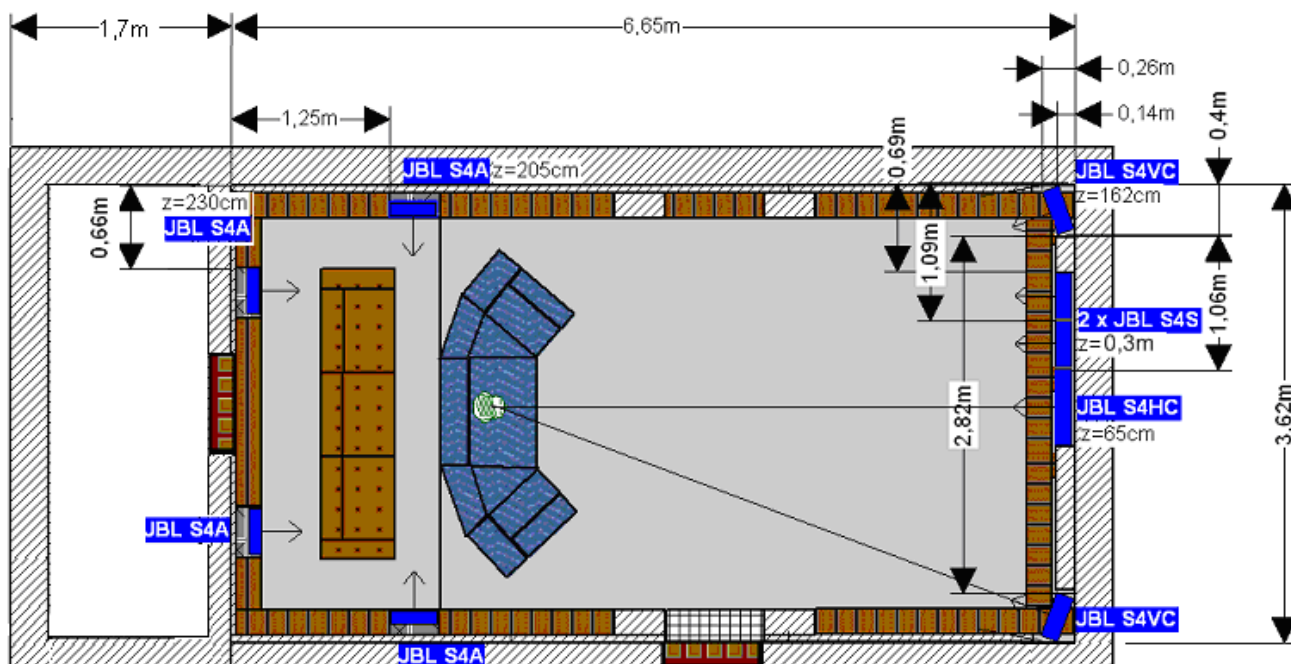 1,7m
6,65m
0,26m
0,14m
1,25m
0,4m
0,69m
JBL S4A z=205cm
JBL S4VC
z=162cm
z=230cm
JBL S4A
0,66m
1,09m
2 x JBL S4S
z=0,3m
1,06m
2,82m
JBL S4HC
z=65cm
3,62m
JBL S4A
JBL S4VC
JBL S4A